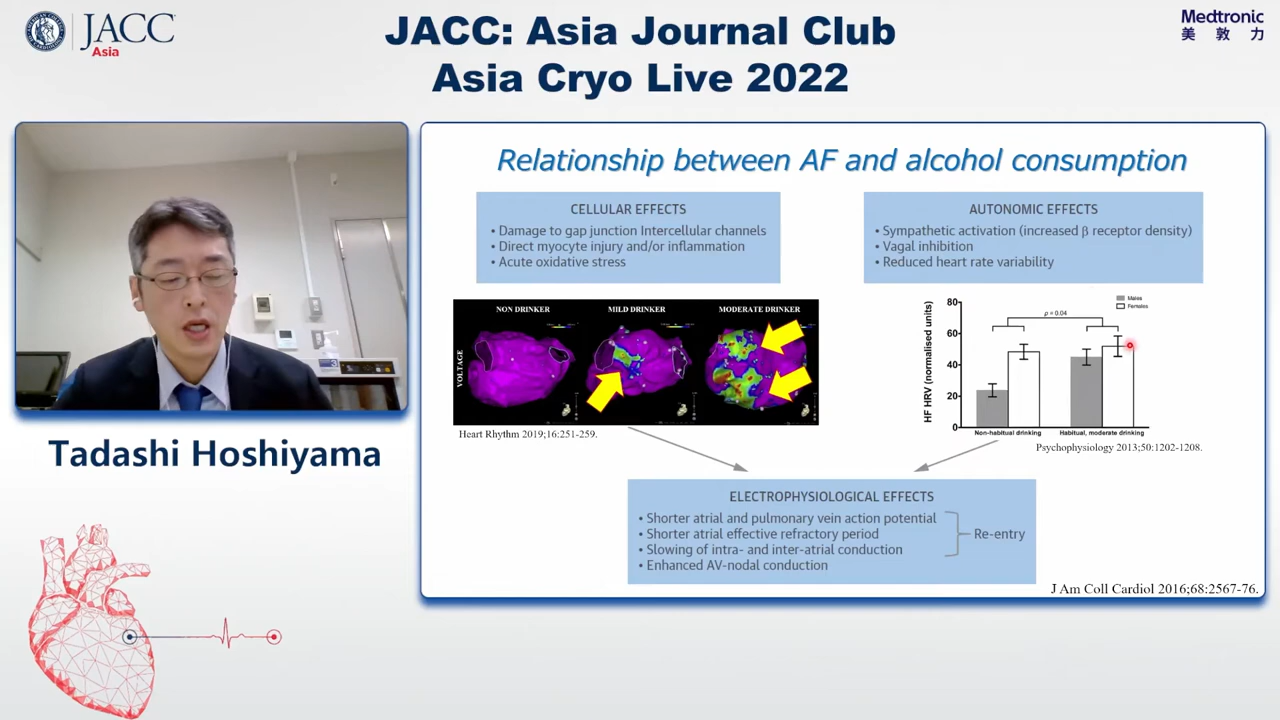 JACC
Asia
JACC: Asia Journal Club
Asia Cryo Live 2022
Medtronic
美敦力
Tadashi Hoshiyama
Relationship between AF and alcohol consumption
CELLULAR EFFECTS
• Damage to gap junction Intercellular channels
• Direct myocyte injury and/or inflammation
• Acute oxidative stress
AUTONOMIC EFFECTS
• Sympathetic activation (increased β receptor density)
• Vagal inhibition
• Reduced heart rate variability
NON DRINKER
MILD DRINKER
MODERATE DRINKER
VOLTAGE
Heart Rhythm 2019;16:251-259.
Males
Females
p = 0.04
HF HRV (normalised units)
80
60
40
20
0
Non-habitual drinking
Habitual, moderate drinking
Psychophysiology 2013;50:1202-1208.
ELECTROPHYSIOLOGICAL EFFECTS
• Shorter atrial and pulmonary vein action potential
• Shorter atrial effective refractory period
• Slowing of intra- and inter-atrial conduction
• Enhanced AV-nodal conduction
Re-entry
J Am Coll Cardiol 2016;68:2567-76.